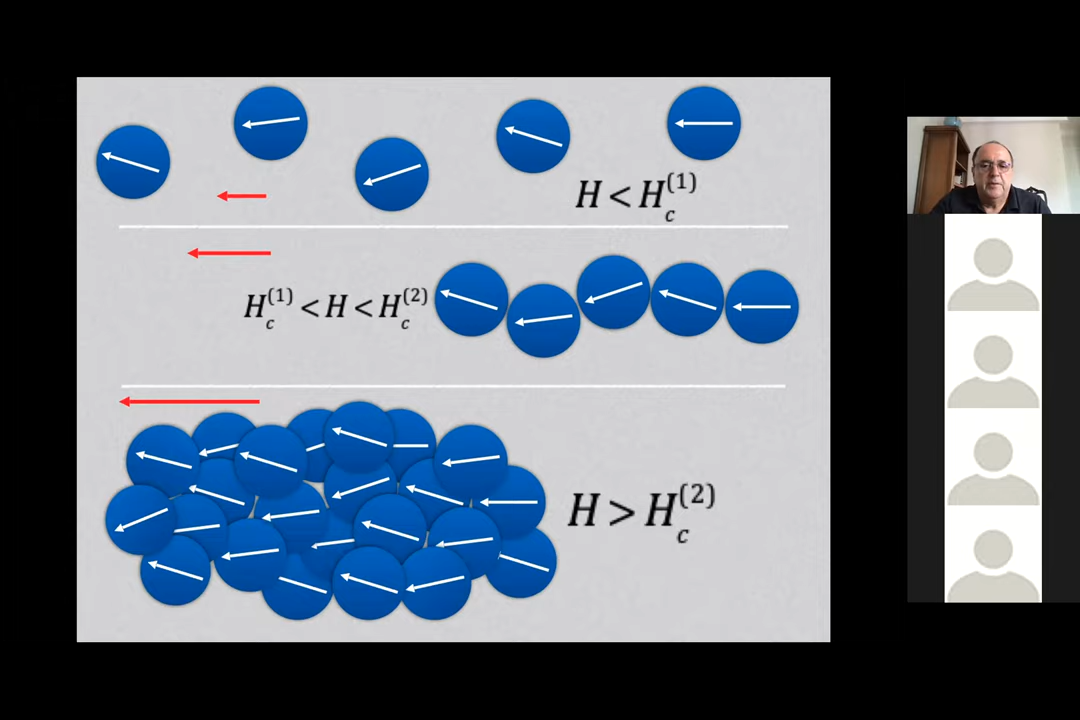 H < H_c^{(1)}
H_c^{(1)} < H < H_c^{(2)}
H > H_c^{(2)}